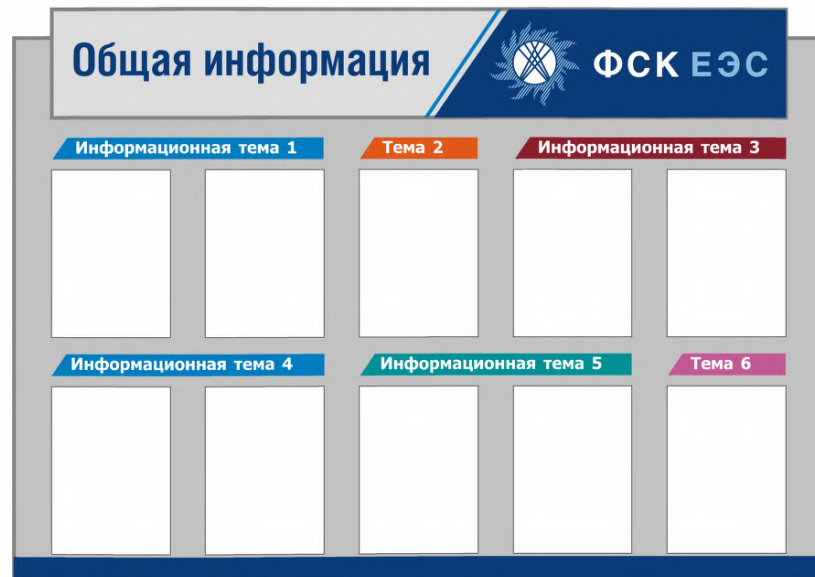 Общая информация
ФСК ЕЭС
Информационная тема 1
Тема 2
Информационная тема 3
Информационная тема 4
Информационная тема 5
Тема 6